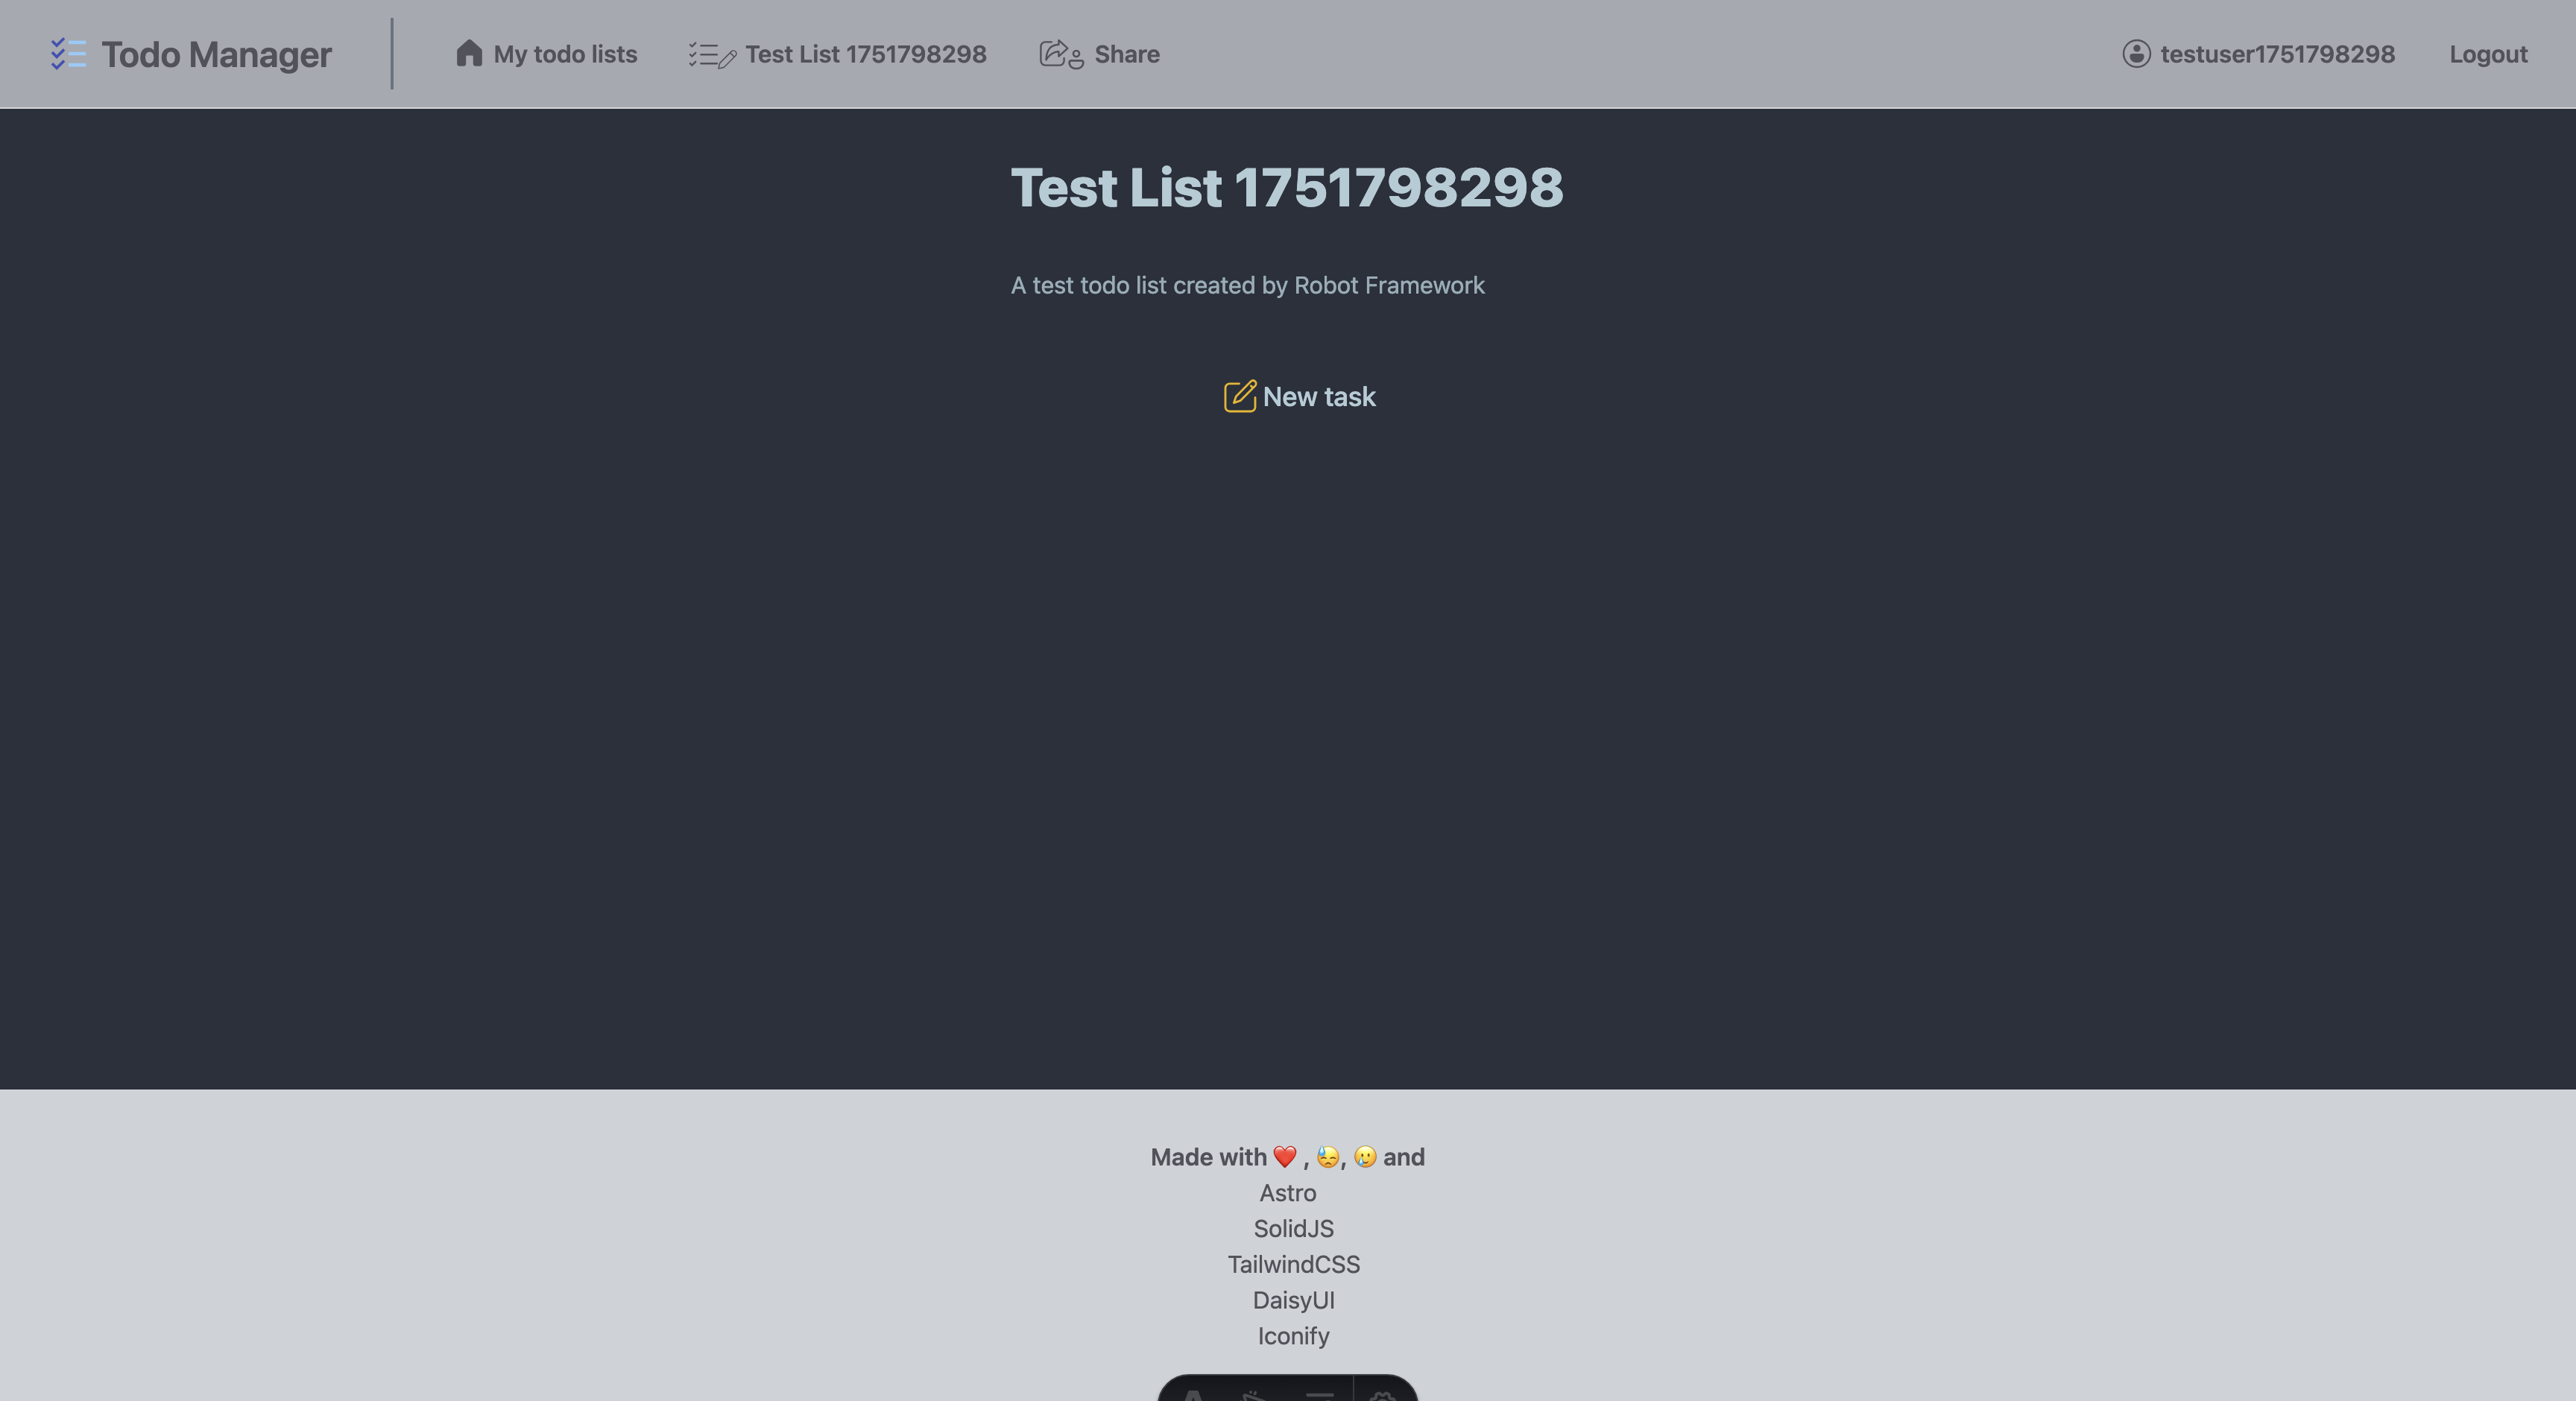 Todo Manager
My todo lists
Test List 1751798298
Share
testuser1751798298
Logout
Test List 1751798298
A test todo list created by Robot Framework
New task
Made with ❤️ , 😓, 🥲 and
Astro
SolidJS
TailwindCSS
DaisyUI
Iconify